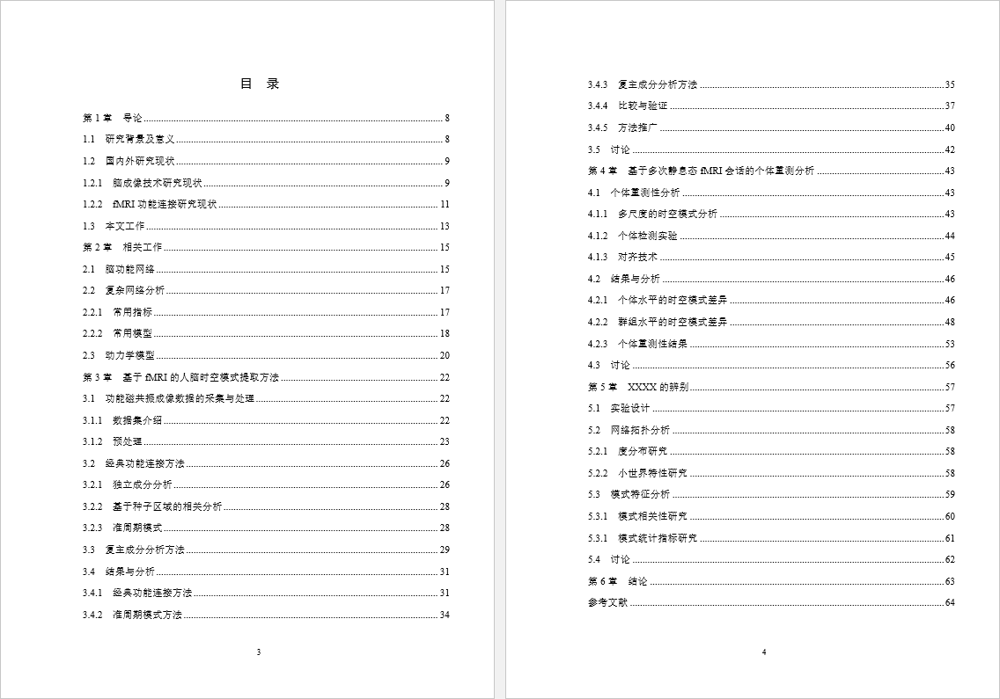 目 录
第 1 章 导论 8
1.1 研究背景及意义 8
1.2 国内外研究现状 9
1.2.1 脑成像技术研究现状 9
1.2.2 fMRI 功能连接研究现状 11
1.3 本文工作 13
第 2 章 相关工作 15
2.1 脑功能网络 15
2.2 复杂网络分析 17
2.2.1 常用指标 17
2.2.2 常用模型 18
2.3 动力学模型 20
第 3 章 基于 fMRI 的人脑时空模式提取方法 22
3.1 功能磁共振成像数据的采集与处理 22
3.1.1 数据集介绍 22
3.1.2 预处理 23
3.2 经典功能连接方法 26
3.2.1 独立成分分析 26
3.2.2 基于种子区域的相关分析 28
3.2.3 准周期模式 28
3.3 复主成分分析方法 29
3.4 结果与分析 31
3.4.1 经典功能连接方法 31
3.4.2 准周期模式方法 34
3
3.4.3 复主成分分析方法 35
3.4.4 比较与验证 37
3.4.5 方法推广 40
3.5 讨论 42
第 4 章 基于多次静息态 fMRI 会话的个体重测分析 43
4.1 个体重测性分析 43
4.1.1 多尺度的时空模式分析 43
4.1.2 个体检测实验 44
4.1.3 对齐技术 45
4.2 结果与分析 46
4.2.1 个体水平的时空模式差异 46
4.2.2 群组水平的时空模式差异 48
4.2.3 个体重测性结果 53
4.3 讨论 56
第 5 章 XXXX 的辨别 57
5.1 实验设计 57
5.2 网络拓扑分析 58
5.2.1 度分布研究 58
5.2.2 小世界特性研究 58
5.3 模式特征分析 59
5.3.1 模式相关性研究 60
5.3.1 模式统计指标研究 61
5.4 讨论 62
第 6 章 结论 63
参考文献 64
4